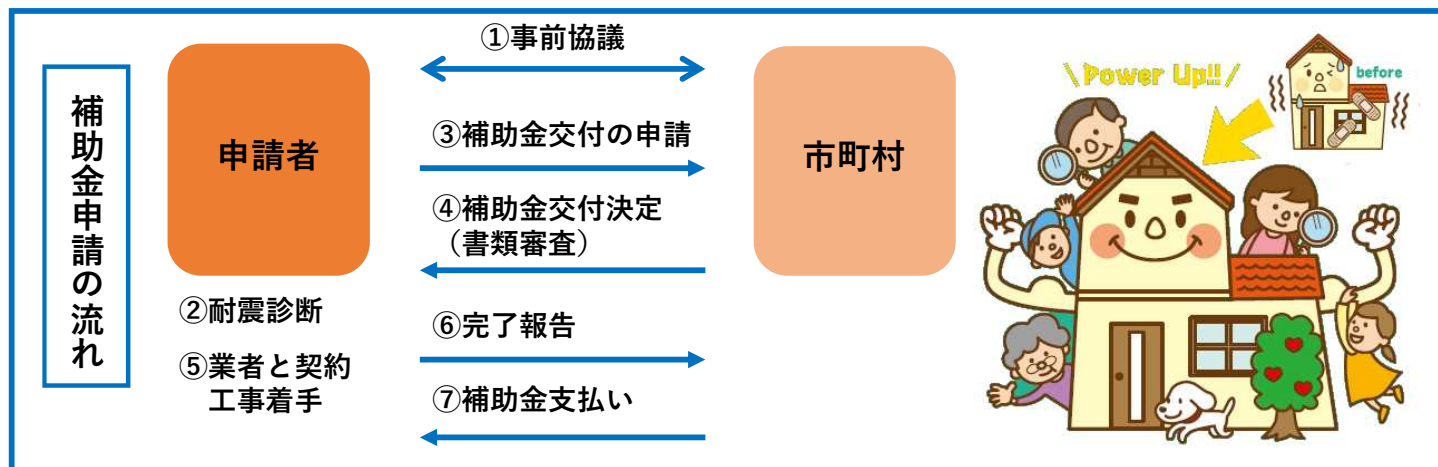 補助金申請の流れ
申請者
①事前協議
市町村
③補助金交付の申請
④補助金交付決定
（書類審査）
②耐震診断
⑤業者と契約
工事着手
⑥完了報告
⑦補助金支払い
\ Power Up!! /
before